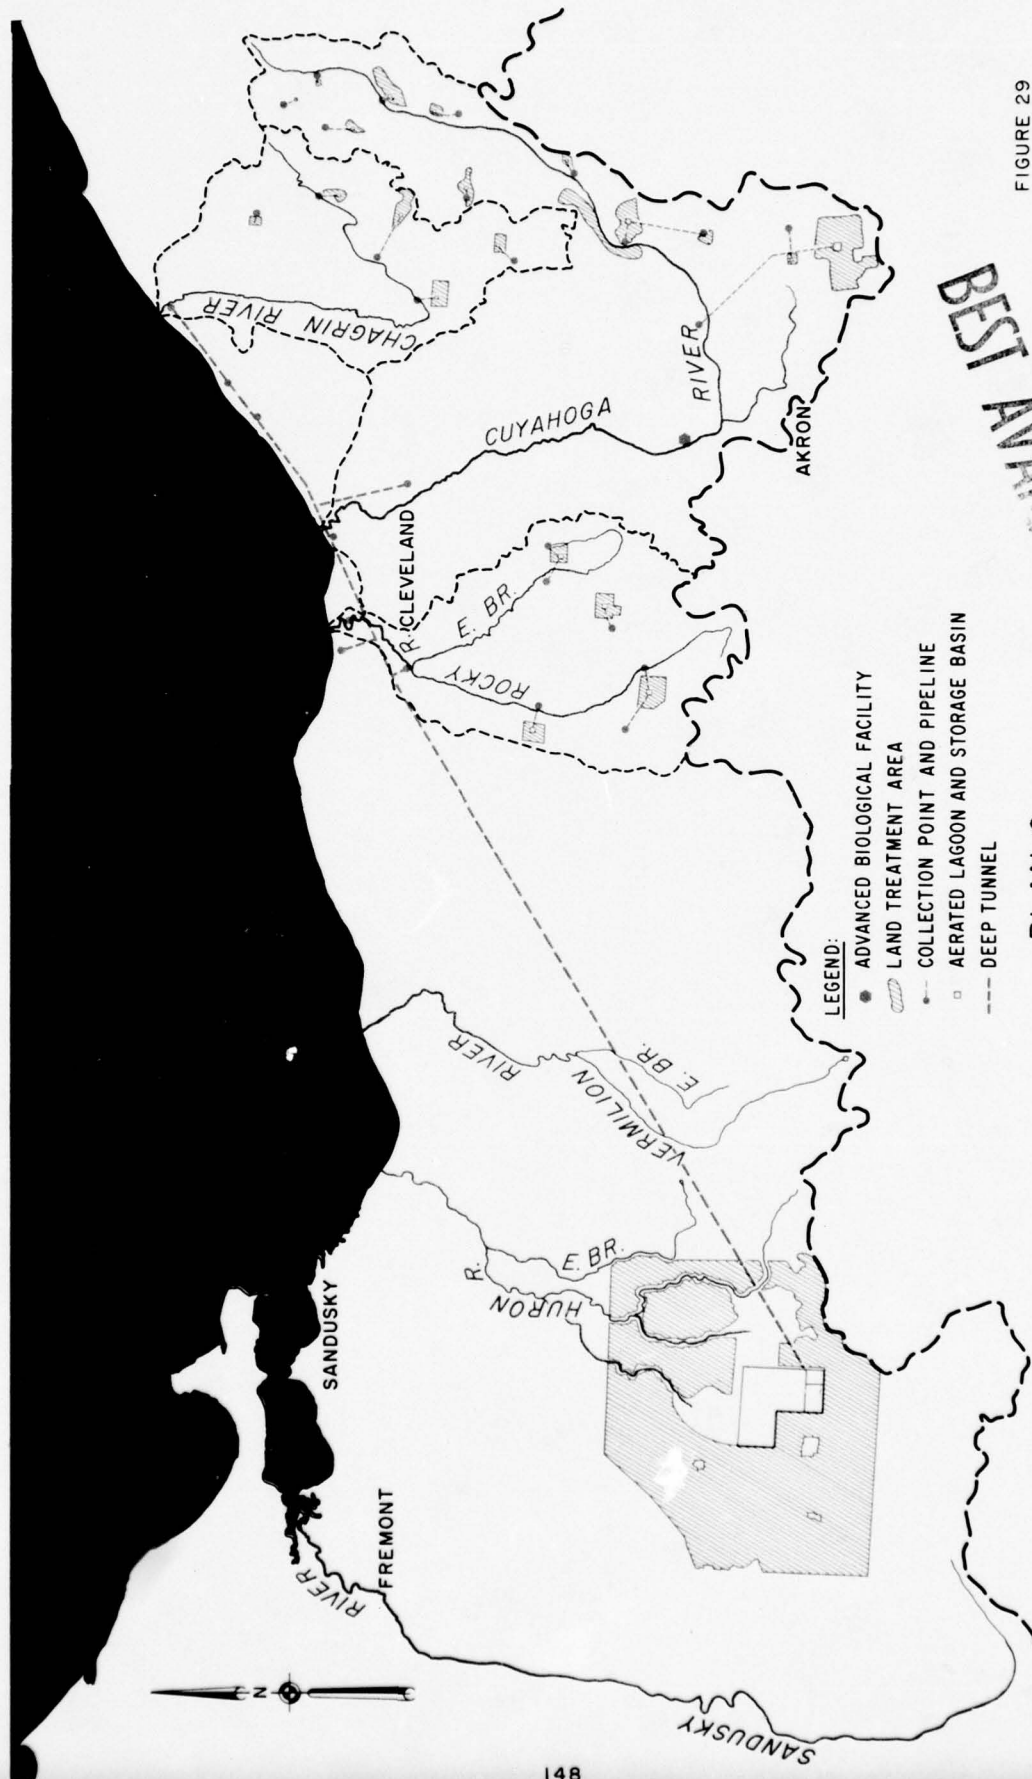 CHAGRIN RIVER
CUYAHOGA
RIVER
AKRON
R. CLEVELAND
E. BR.
ROCKY
VERMILION
RIVER
E. BR.
HURON
R.
E. BR.
SANDUSKY
FREMONT
SANDUSKY
RIVER
N
LEGEND:
ADVANCED BIOLOGICAL FACILITY
LAND TREATMENT AREA
COLLECTION POINT AND PIPELINE
AERATED LAGOON AND STORAGE BASIN
DEEP TUNNEL
BEST
FIGURE 29
148